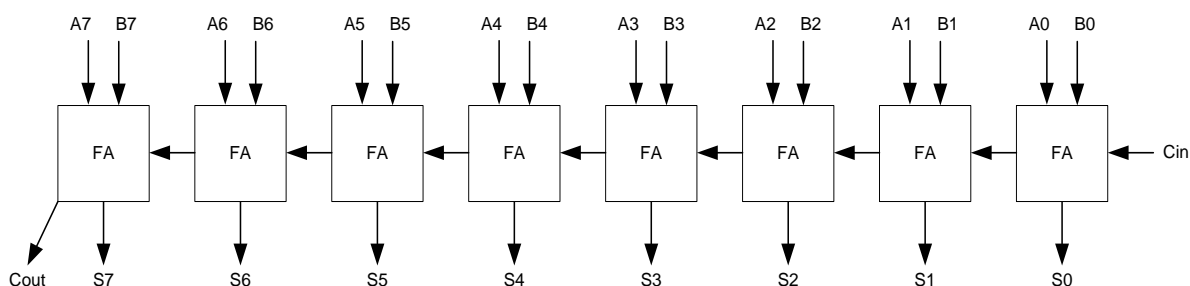 A7 B7 A6 B6 A5 B5 A4 B4 A3 B3 A2 B2 A1 B1 A0 B0
FA FA FA FA FA FA FA FA Cin
Cout S7 S6 S5 S4 S3 S2 S1 S0